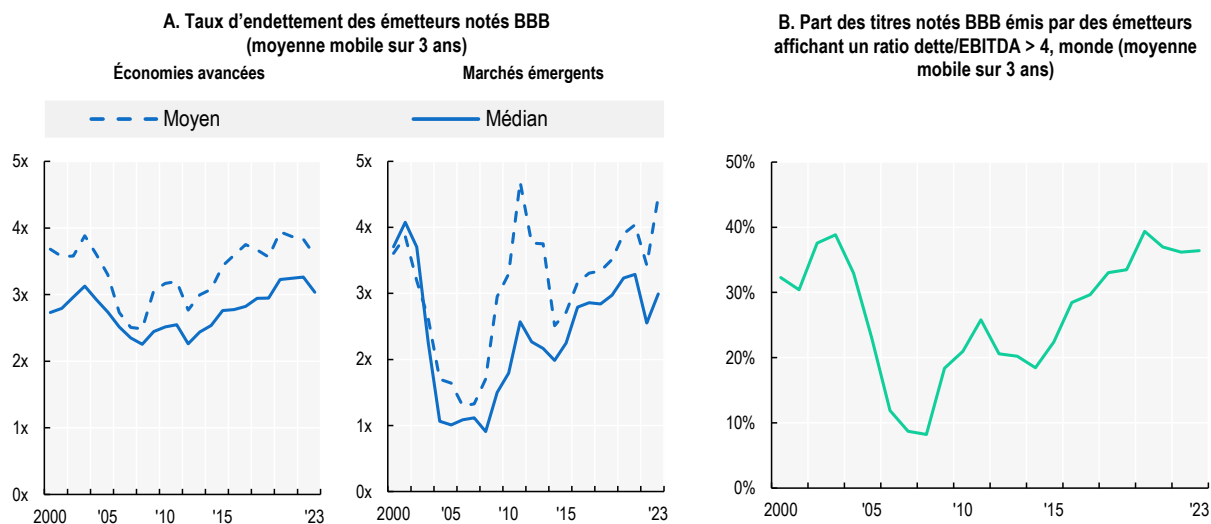 A. Taux d’endettement des émetteurs notés BBB
(moyenne mobile sur 3 ans)
Économies avancées
Marchés émergents
Moyen
Médian
5x
4x
3x
2x
1x
0x
2000 '05 '10 '15 '23
5x
4x
3x
2x
1x
0x
2000 '05 '10 '15 '23
B. Part des titres notés BBB émis par des émetteurs
affichant un ratio dette/EBITDA > 4, monde (moyenne
mobile sur 3 ans)
50%
40%
30%
20%
10%
0%
2000 '05 '10 '15 '23